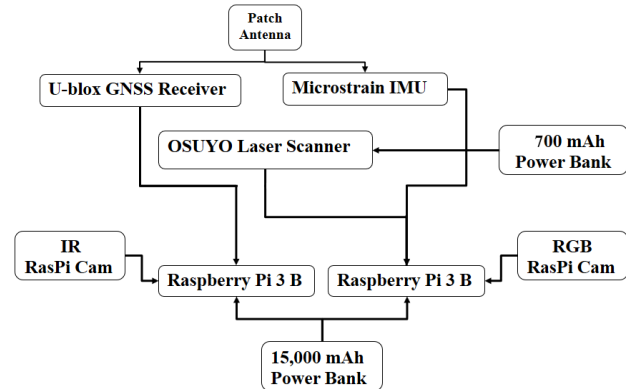 Patch
Antenna
U-blox GNSS Receiver
Microstrain IMU
OSUYO Laser Scanner
700 mAh
Power Bank
IR
RasPi Cam
Raspberry Pi 3 B
Raspberry Pi 3 B
RGB
RasPi Cam
15,000 mAh
Power Bank